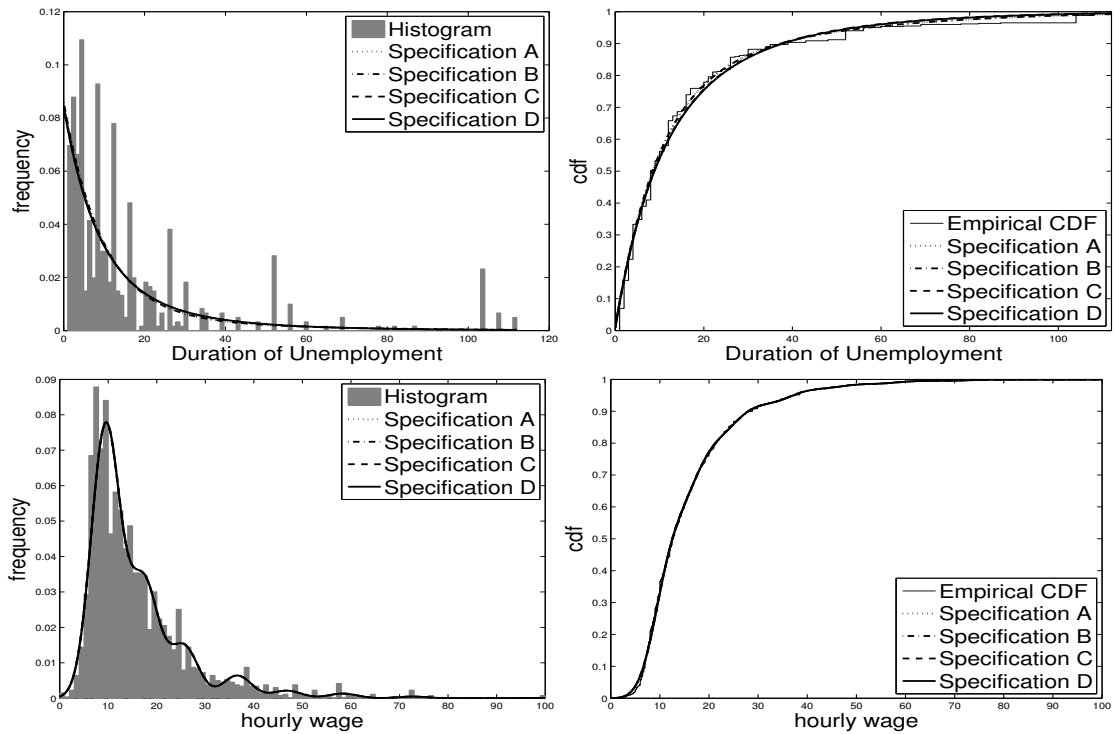 0.12
0.1
0.08
0.06
0.04
0.02
0
frequency
Histogram
Specification A
Specification B
Specification C
Specification D
0 20 40 60 80 100 120
Duration of Unemployment
1
0.9
0.8
0.7
0.6
0.5
0.4
0.3
0.2
0.1
0
cdf
Empirical CDF
Specification A
Specification B
Specification C
Specification D
0 20 40 60 80 100
Duration of Unemployment
0.09
0.08
0.07
0.06
0.05
0.04
0.03
0.02
0.01
0
frequency
Histogram
Specification A
Specification B
Specification C
Specification D
0 10 20 30 40 50 60 70 80 90 100
hourly wage
1
0.9
0.8
0.7
0.6
0.5
0.4
0.3
0.2
0.1
0
cdf
Empirical CDF
Specification A
Specification B
Specification C
Specification D
0 10 20 30 40 50 60 70 80 90 100
hourly wage